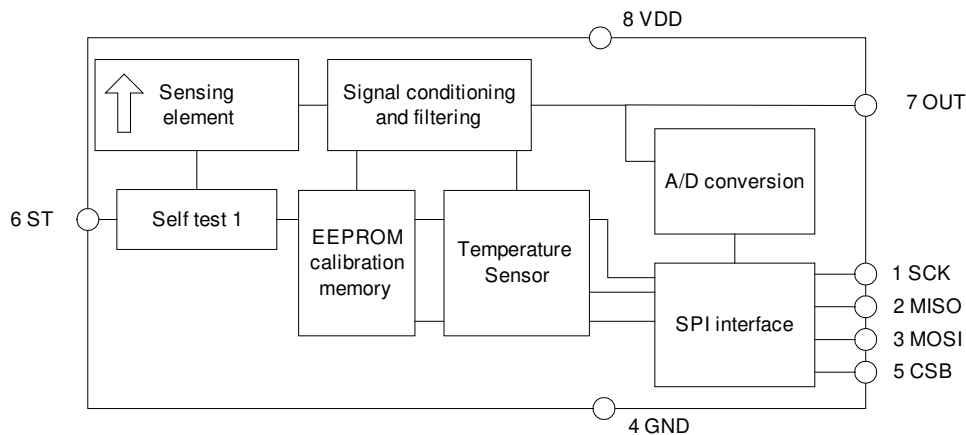 8 VDD
Sensing
element
Signal conditioning
and filtering
7 OUT
A/D conversion
6 ST
Self test 1
EEPROM
calibration
memory
Temperature
Sensor
SPI interface
1 SCK
2 MISO
3 MOSI
5 CSB
4 GND